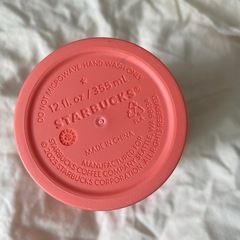 DO NOT MICROWAVE. HAND WASH ONLY.
12 fl. oz / 355 mL
STARBUCKS®
MADE IN CHINA
MANUFACTURED FOR
STARBUCKS COFFEE COMPANY, SEATTLE, WA
STARBUCKS CORPORATION. ALL RIGHTS RESERVED.